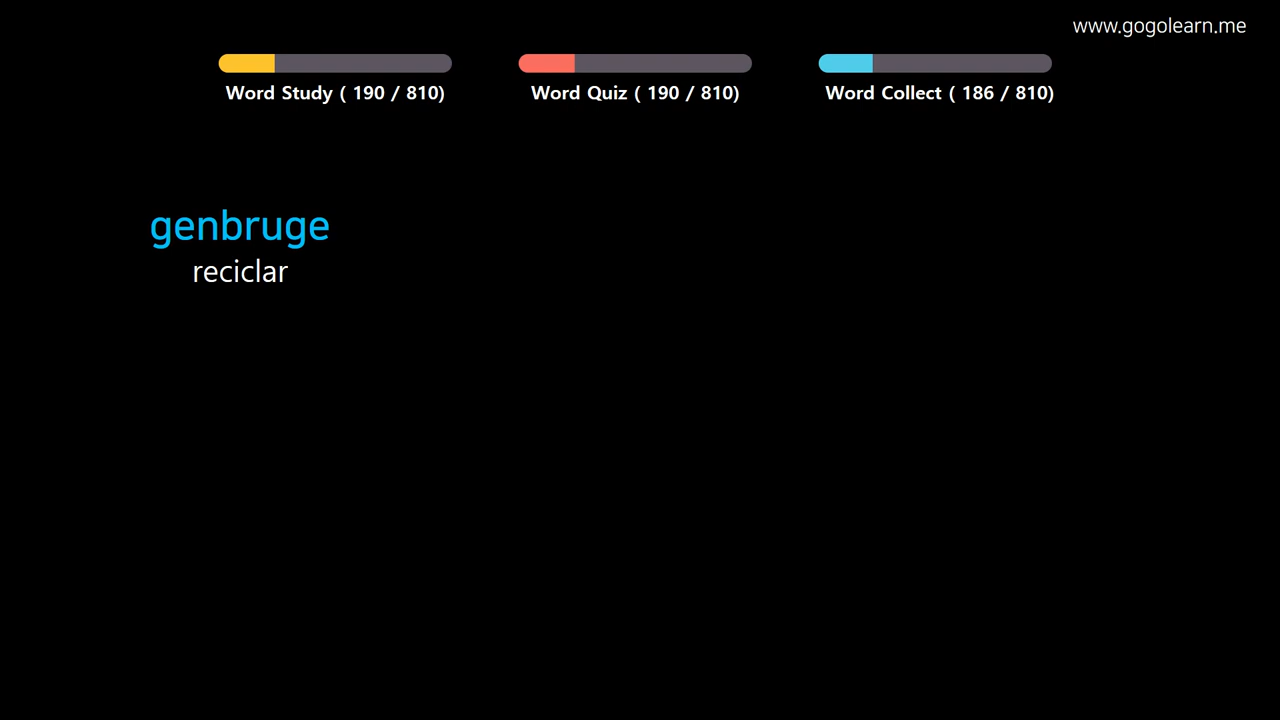 www.gogolearn.me
Word Study ( 190 / 810)
Word Quiz ( 190 / 810)
Word Collect ( 186 / 810)
genbruge
reciclar